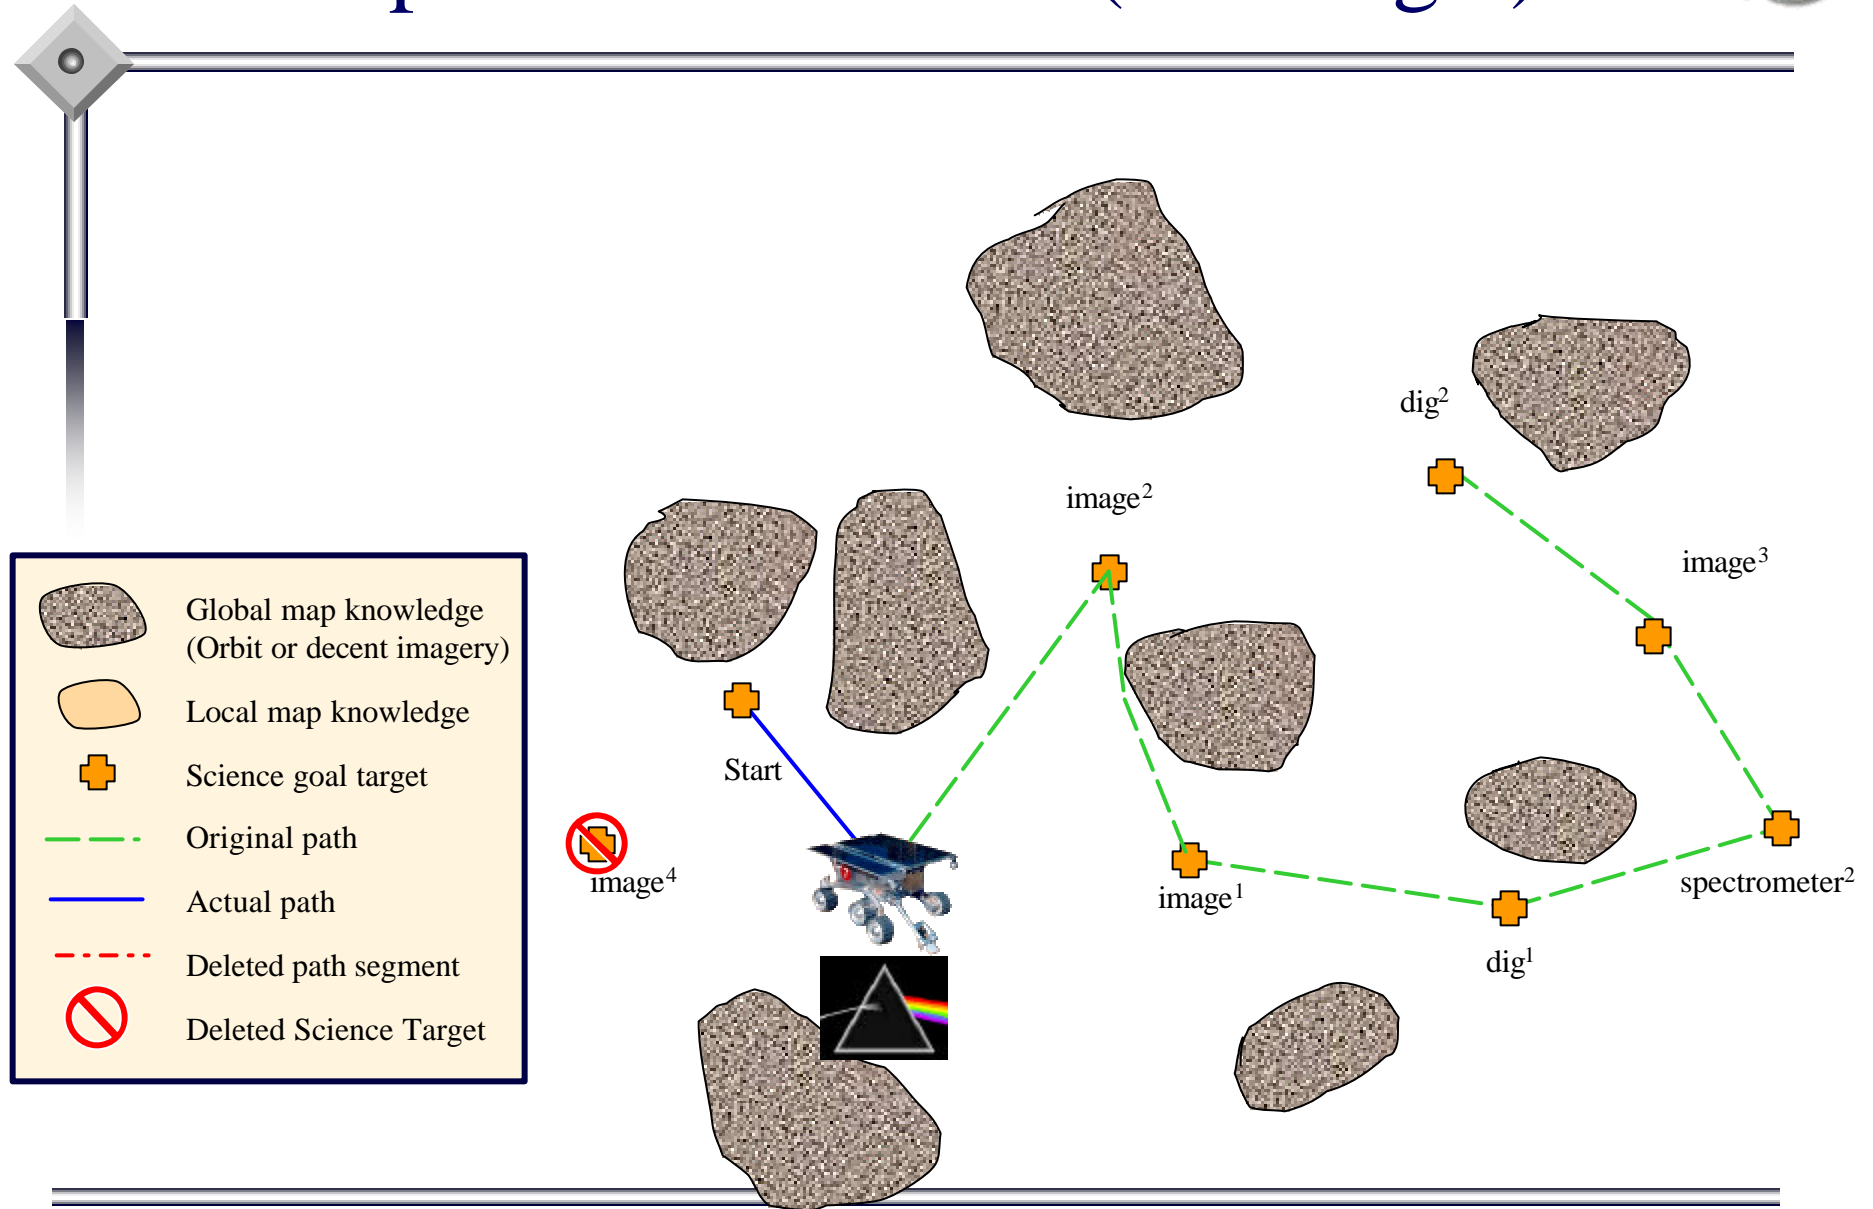 dig²
image²
image³
Global map knowledge
(Orbit or decent imagery)
Local map knowledge
Science goal target
Start
Original path
image⁴
spectrometer²
image¹
Actual path
dig¹
Deleted path segment
Deleted Science Target